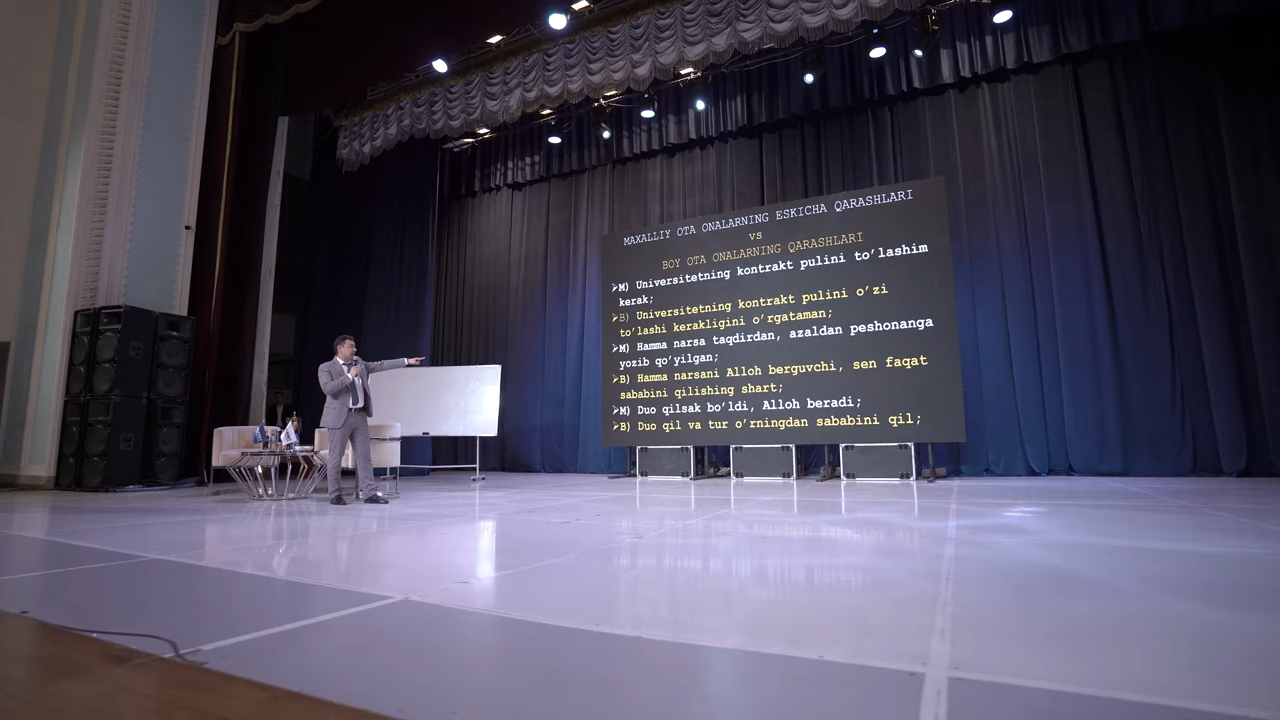 MAXALLIY OTA ONALARNING ESKICHA QARASHLARI
vs
BOY OTA ONALARNING QARASHLARI
➢M) Universitetning kontrakt pulini to’lashim
kerak;
➢B) Universitetning kontrakt pulini o’zi
to’lashi kerakligini o’rgataman;
➢M) Hamma narsa taqdirdan, azaldan peshonanga
yozib qo’yilgan;
➢B) Hamma narsani Alloh berguvchi, sen faqat
sababini qilishing shart;
➢M) Duo qilsak bo’ldi, Alloh beradi;
➢B) Duo qil va tur o’rningdan sababini qil;